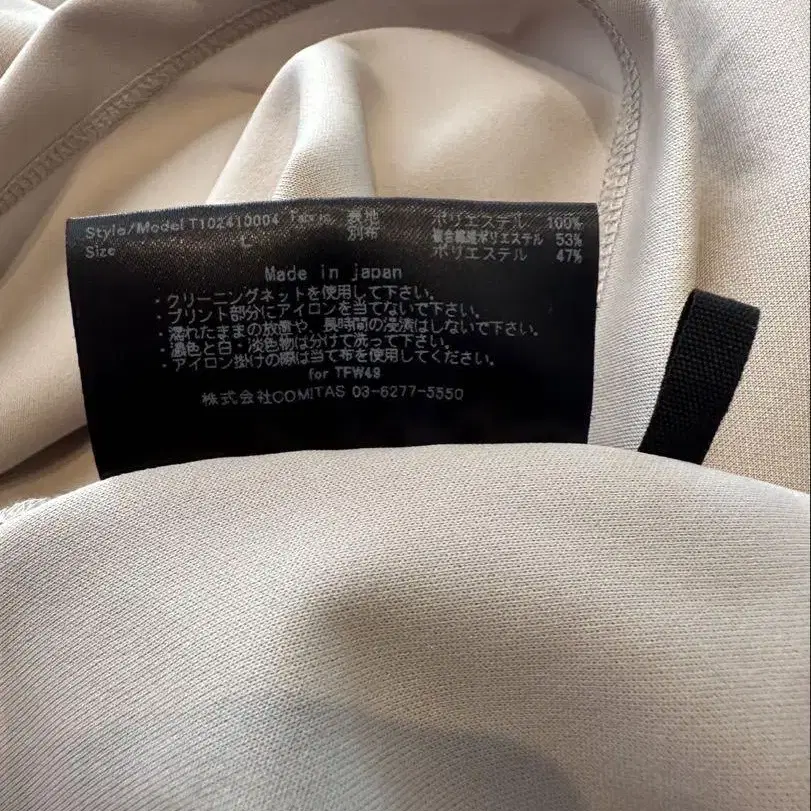 Style/Model T102410004 Fabric 表地 ポリエステル 100%
Size L 別布 複合繊維ポリエステル 53%
ポリエステル 47%
Made in japan
・クリーニングネットを使用して下さい。
・プリント部分にアイロンを当てないで下さい。
・濡れたままの放置や、長時間の浸漬はしないで下さい。
・濃色と白・淡色物は分けて洗って下さい。
・アイロン掛けの際は当て布を使用してください。
for TFW49
株式会社COMITAS 03-6277-5550